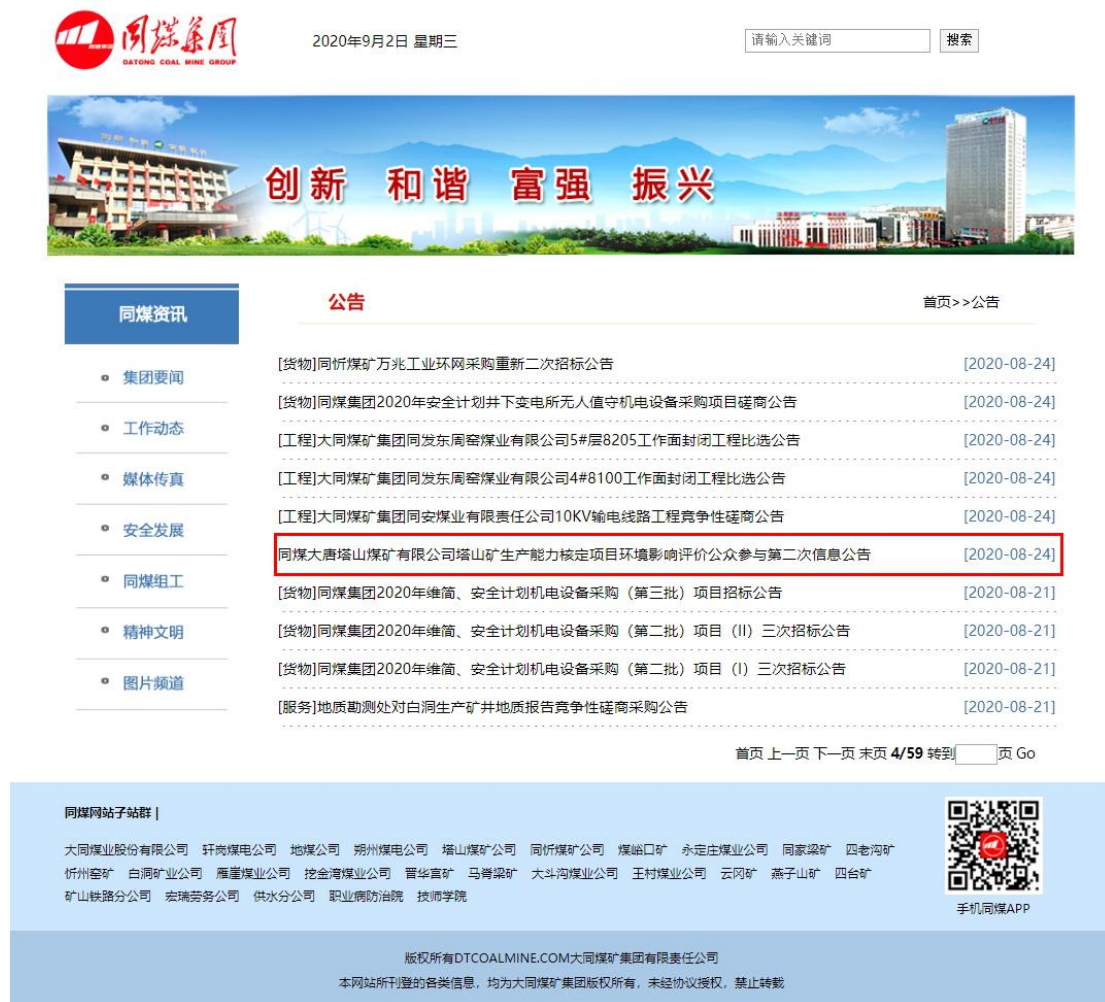 同煤集团
DATONG COAL MINE GROUP
2020年9月2日 星期三
请输入关键词
搜索
创新 和谐 富强 振兴
同煤资讯
集团要闻
工作动态
媒体传真
安全发展
同煤组工
精神文明
图片频道
公告
首页>>公告
[货物]同忻煤矿万兆工业环网采购重新二次招标公告 [2020-08-24]
[货物]同煤集团2020年安全计划井下变电所无人值守机电设备采购项目磋商公告 [2020-08-24]
[工程]大同煤矿集团同发东周窑煤业有限公司5#层8205工作面封闭工程比选公告 [2020-08-24]
[工程]大同煤矿集团同发东周窑煤业有限公司4#8100工作面封闭工程比选公告 [2020-08-24]
[工程]大同煤矿集团同安煤业有限责任公司10KV输电线路工程竞争性磋商公告 [2020-08-24]
同煤大唐塔山煤矿有限公司塔山矿生产能力核定项目环境影响评价公众参与第二次信息公告 [2020-08-24]
[货物]同煤集团2020年维简、安全计划机电设备采购（第三批）项目招标公告 [2020-08-21]
[货物]同煤集团2020年维简、安全计划机电设备采购（第二批）项目（II）三次招标公告 [2020-08-21]
[货物]同煤集团2020年维简、安全计划机电设备采购（第二批）项目（I）三次招标公告 [2020-08-21]
[服务]地质勘测处对白洞生产矿井地质报告竞争性磋商采购公告 [2020-08-21]
首页 上一页 下一页 末页 4/59 转到 页 Go
同煤网站子站群 |
大同煤业股份有限公司 轩岗煤电公司 地煤公司 朔州煤电公司 塔山煤矿公司 同忻煤矿公司 煤峪口矿 永定庄煤业公司 同家梁矿 四老沟矿
忻州窑矿 白洞矿业公司 雁崖煤业公司 挖金湾煤业公司 晋华宫矿 马脊梁矿 大斗沟煤业公司 王村煤业公司 云冈矿 燕子山矿 四台矿
矿山铁路分公司 宏瑞劳务公司 供水分公司 职业病防治院 技师学院
手机同煤APP
版权所有DTCOALMINE.COM大同煤矿集团有限责任公司
本网站所刊登的各类信息，均为大同煤矿集团版权所有，未经协议授权，禁止转载